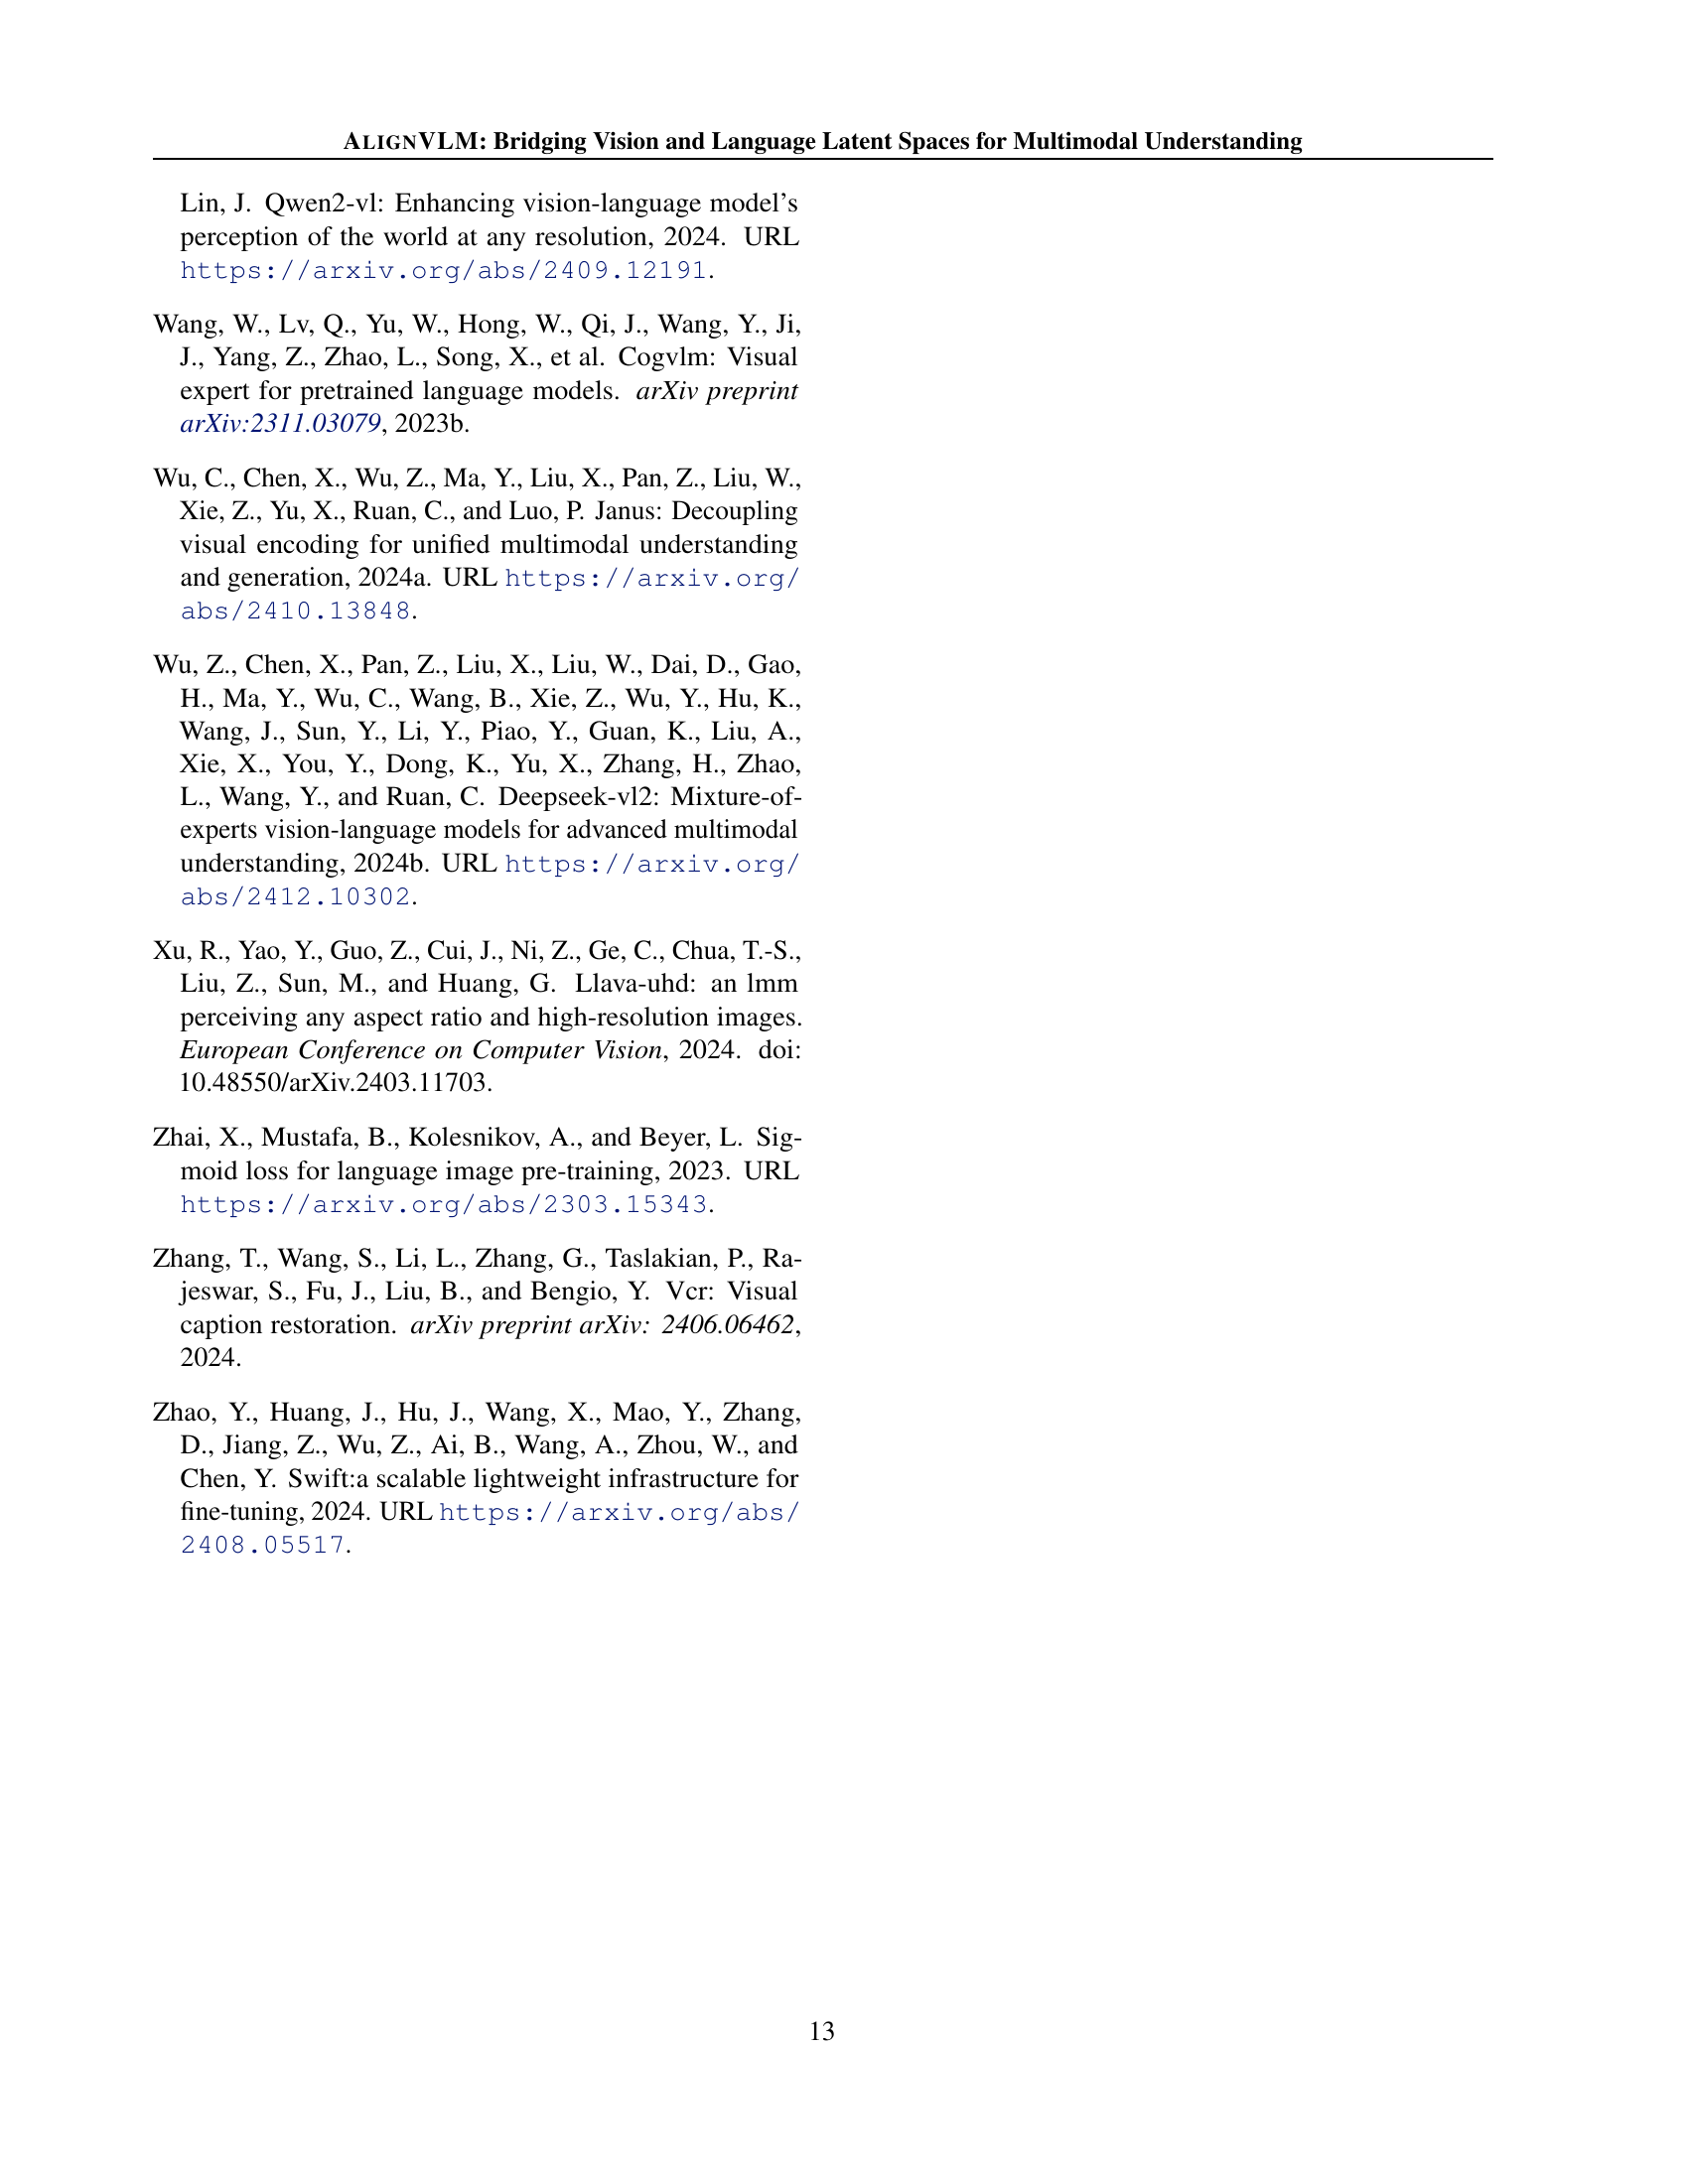 ALIGNVLM: Bridging Vision and Language Latent Spaces for Multimodal Understanding
Lin, J. Qwen2-vl: Enhancing vision-language model's
perception of the world at any resolution, 2024. URL
https://arxiv.org/abs/2409.12191.
Wang, W., Lv, Q., Yu, W., Hong, W., Qi, J., Wang, Y., Ji,
J., Yang, Z., Zhao, L., Song, X., et al. Cogvlm: Visual
expert for pretrained language models. arXiv preprint
arXiv:2311.03079, 2023b.
Wu, C., Chen, X., Wu, Z., Ma, Y., Liu, X., Pan, Z., Liu, W.,
Xie, Z., Yu, X., Ruan, C., and Luo, P. Janus: Decoupling
visual encoding for unified multimodal understanding
and generation, 2024a. URL https://arxiv.org/
abs/2410.13848.
Wu, Z., Chen, X., Pan, Z., Liu, X., Liu, W., Dai, D., Gao,
H., Ma, Y., Wu, C., Wang, B., Xie, Z., Wu, Y., Hu, K.,
Wang, J., Sun, Y., Li, Y., Piao, Y., Guan, K., Liu, A.,
Xie, X., You, Y., Dong, K., Yu, X., Zhang, H., Zhao,
L., Wang, Y., and Ruan, C. Deepseek-vl2: Mixture-of-
experts vision-language models for advanced multimodal
understanding, 2024b. URL https://arxiv.org/
abs/2412.10302.
Xu, R., Yao, Y., Guo, Z., Cui, J., Ni, Z., Ge, C., Chua, T.-S.,
Liu, Z., Sun, M., and Huang, G. Llava-uhd: an lmm
perceiving any aspect ratio and high-resolution images.
European Conference on Computer Vision, 2024. doi:
10.48550/arXiv.2403.11703.
Zhai, X., Mustafa, B., Kolesnikov, A., and Beyer, L. Sig-
moid loss for language image pre-training, 2023. URL
https://arxiv.org/abs/2303.15343.
Zhang, T., Wang, S., Li, L., Zhang, G., Taslakian, P., Ra-
jeswar, S., Fu, J., Liu, B., and Bengio, Y. Vcr: Visual
caption restoration. arXiv preprint arXiv: 2406.06462,
2024.
Zhao, Y., Huang, J., Hu, J., Wang, X., Mao, Y., Zhang,
D., Jiang, Z., Wu, Z., Ai, B., Wang, A., Zhou, W., and
Chen, Y. Swift:a scalable lightweight infrastructure for
fine-tuning, 2024. URL https://arxiv.org/abs/
2408.05517.
13